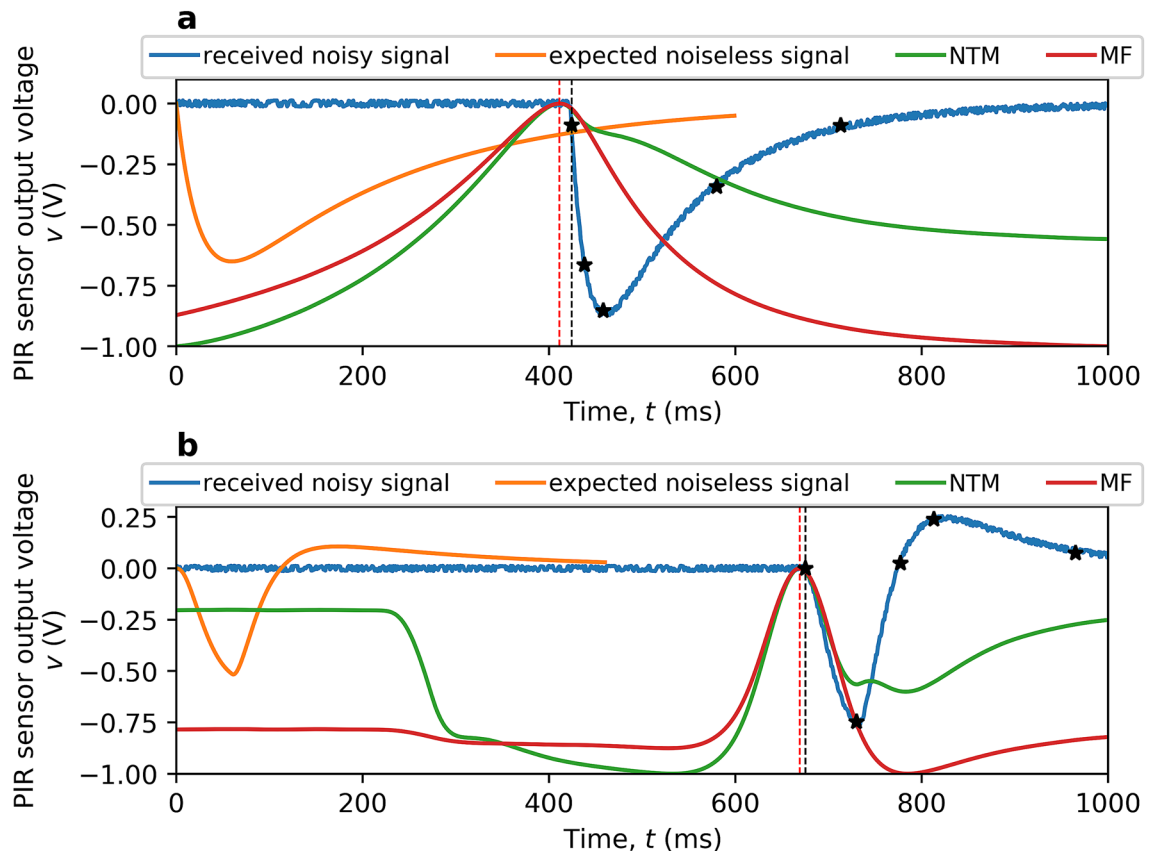 a
received noisy signal expected noiseless signal NTM MF
PIR sensor output voltage
v (V)
0.00
−0.25
−0.50
−0.75
−1.00
0 200 400 600 800 1000
Time, t (ms)
b
received noisy signal expected noiseless signal NTM MF
PIR sensor output voltage
v (V)
0.25
0.00
−0.25
−0.50
−0.75
−1.00
0 200 400 600 800 1000
Time, t (ms)